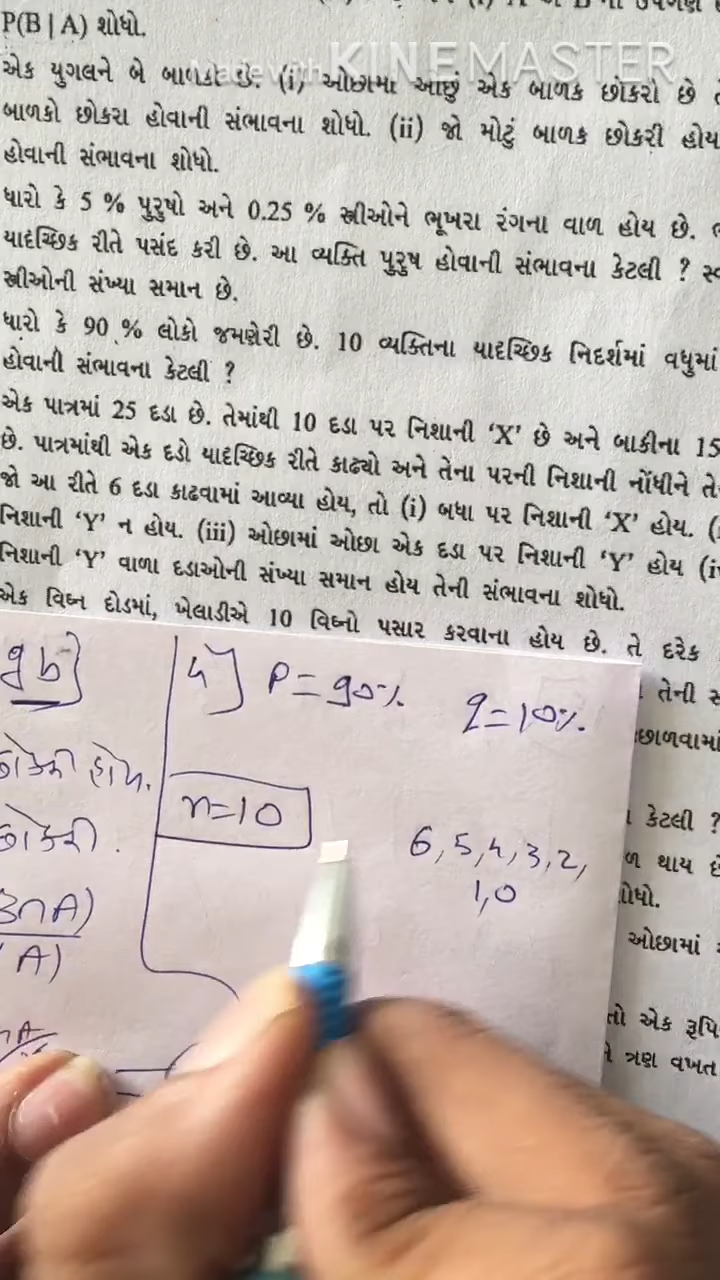 P(B | A) શોધો.
Made with KINEMASTER
એક યુગલને બે બાળકો છે. (i) ઓછામાં ઓછું એક બાળક છોકરો છે
બાળકો છોકરા હોવાની સંભાવના શોધો. (ii) જો મોટું બાળક છોકરી હોય
હોવાની સંભાવના શોધો.
ધારો કે 5 % પુરુષો અને 0.25 % સ્ત્રીઓને ભૂખરા રંગના વાળ હોય છે.
યાદચ્છિક રીતે પસંદ કરી છે. આ વ્યક્તિ પુરુષ હોવાની સંભાવના કેટલી ?
સ્ત્રીઓની સંખ્યા સમાન છે.
ધારો કે 90 % લોકો જમણેરી છે. 10 વ્યક્તિના યાદચ્છિક નિદર્શમાં વધુમાં
હોવાની સંભાવના કેટલી ?
એક પાત્રમાં 25 દડા છે. તેમાંથી 10 દડા પર નિશાની ‘X’ છે અને બાકીના 15
છે. પાત્રમાંથી એક દડો યાદચ્છિક રીતે કાઢ્યો અને તેના પરની નિશાની નોંધીને
જો આ રીતે 6 દડા કાઢવામાં આવ્યા હોય, તો (i) બધા પર નિશાની ‘X’ હોય.
નિશાની ‘Y’ ન હોય. (iii) ઓછામાં ઓછા એક દડા પર નિશાની ‘Y’ હોય
નિશાની ‘Y’ વાળા દડાઓની સંખ્યા સમાન હોય તેની સંભાવના શોધો.
એક વિઘ્ન દોડમાં, ખેલાડીએ 10 વિઘ્નો પસાર કરવાના હોય છે. તે દરેક
તેની
g b}
4] P = 90% q = 10%
કેટલી ?
છોકરી હોય.
n=10
6, 5, 4, 3, 2,
1, 0
થાય છે
શોધો.
છોકરી.
ઓછામાં
A)
એક
ત્રણ વખત